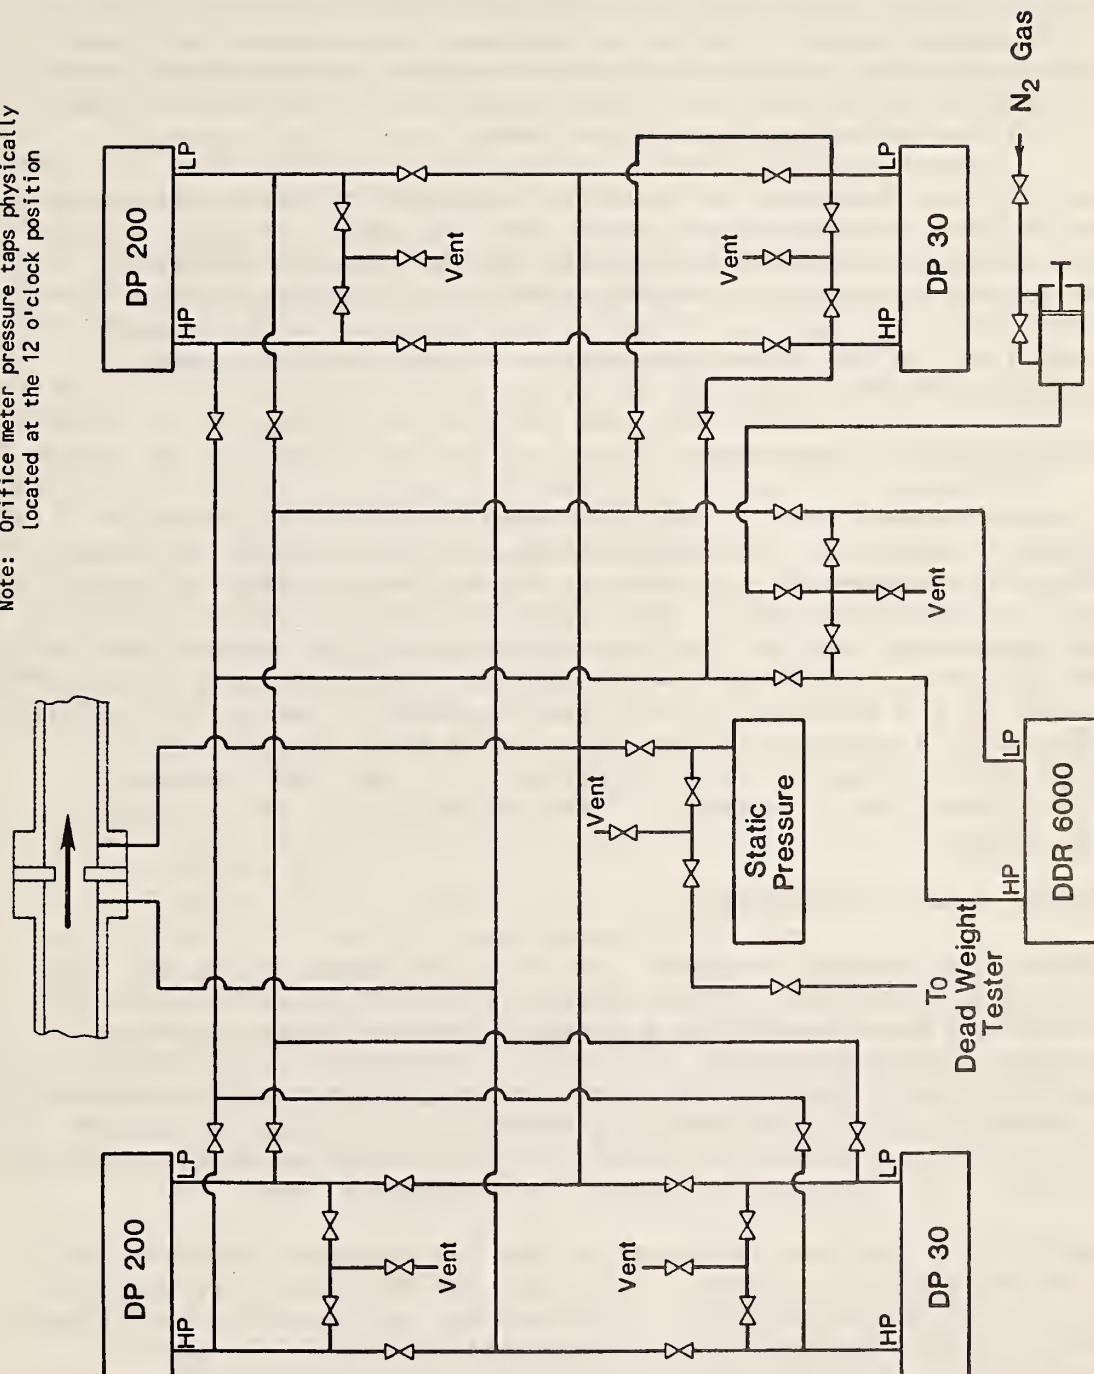 Note: Orifice meter pressure taps physically
located at the 12 o'clock position
DP 200
HP
LP
Vent
DP 30
HP
LP
Vent
N2 Gas
Vent
Vent
Static
Pressure
DDR 6000
HP
LP
To
Dead Weight
Tester
DP 200
HP
LP
Vent
DP 30
HP
LP
Vent